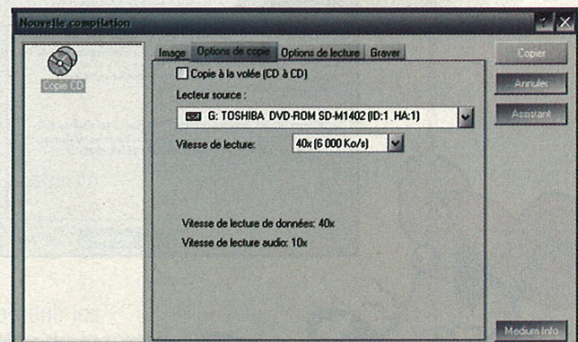 Nouvelle compilation
Copie CD
Image Options de copie Options de lecture Graver
Copie à la volée (CD à CD)
Lecteur source :
G: TOSHIBA DVD-ROM SD-M1402 (ID:1 HA:1)
Vitesse de lecture: 40x (6 000 Ko/s)
Vitesse de lecture de données: 40x
Vitesse de lecture audio: 10x
Copier
Annuler
Assistant
Medium Info